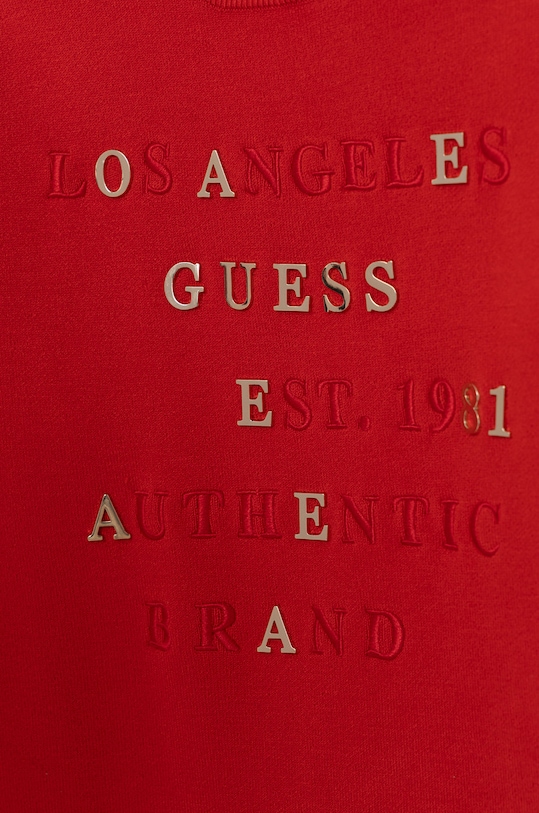 LOS ANGELES
GUESS
EST. 1981
AUTHENTIC
BRAND